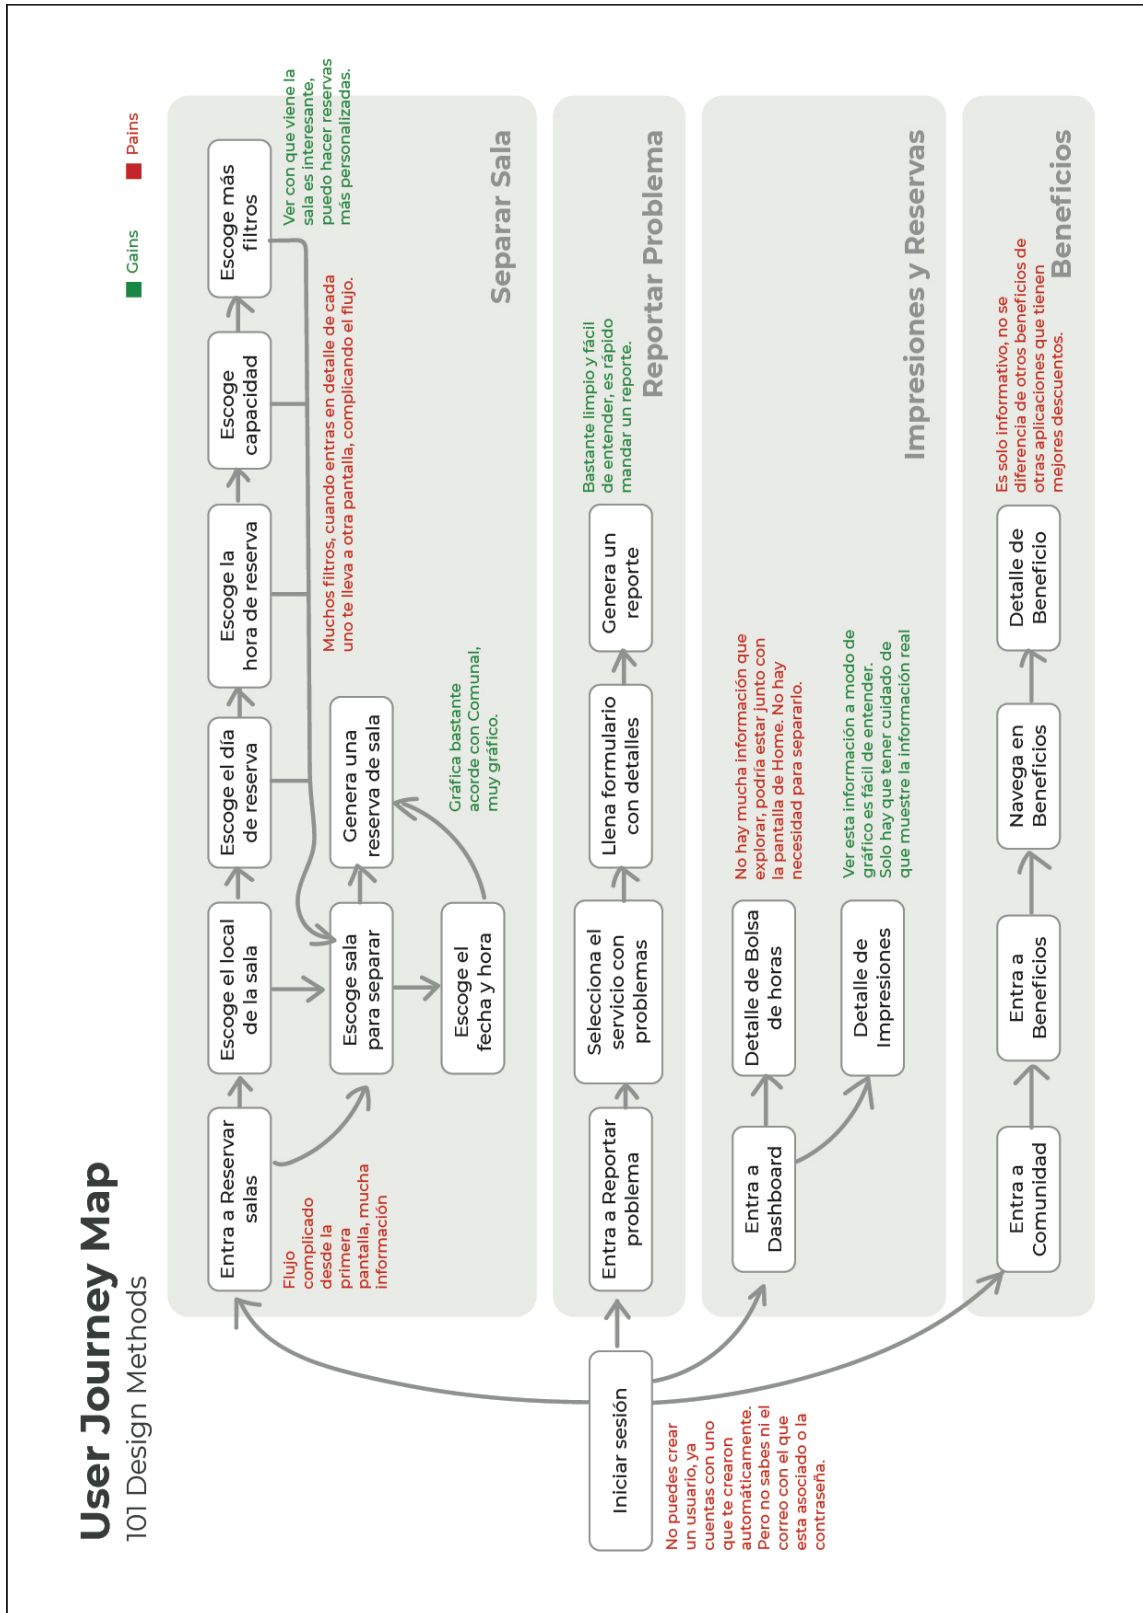 User Journey Map
101 Design Methods
Gains
Pains
Iniciar sesión
No puedes crear
un usuario, ya
cuentas con uno
que te crearon
automáticamente.
Pero no sabes ni el
correo con el que
esta asociado o la
contraseña.
Entra a Reservar
salas
Flujo
complicado
desde la
primera
pantalla, mucha
información
Escoge el local
de la sala
Escoge el día
de reserva
Escoge la
hora de reserva
Escoge
capacidad
Escoge más
filtros
Ver con que viene la
sala es interesante,
puedo hacer reservas
más personalizadas.
Muchos filtros, cuando entras en detalle de cada
uno te lleva a otra pantalla, complicando el flujo.
Escoge sala
para separar
Genera una
reserva de sala
Escoge el
fecha y hora
Gráfica bastante
acorde con Comunal,
muy gráfico.
Separar Sala
Entra a Reportar
problema
Selecciona el
servicio con
problemas
Llena formulario
con detalles
Genera un
reporte
Bastante limpio y fácil
de entender, es rápido
mandar un reporte.
Reportar Problema
Entra a
Dashboard
Detalle de Bolsa
de horas
No hay mucha información que
explorar, podría estar junto con
la pantalla de Home. No hay
necesidad para separarlo.
Detalle de
Impresiones
Ver esta información a modo de
gráfico es fácil de entender.
Solo hay que tener cuidado de
que muestre la información real
Impresiones y Reservas
Entra a
Comunidad
Entra a
Beneficios
Navega en
Beneficios
Detalle de
Beneficio
Es solo informativo, no se
diferencia de otros beneficios de
otras aplicaciones que tienen
mejores descuentos.
Beneficios